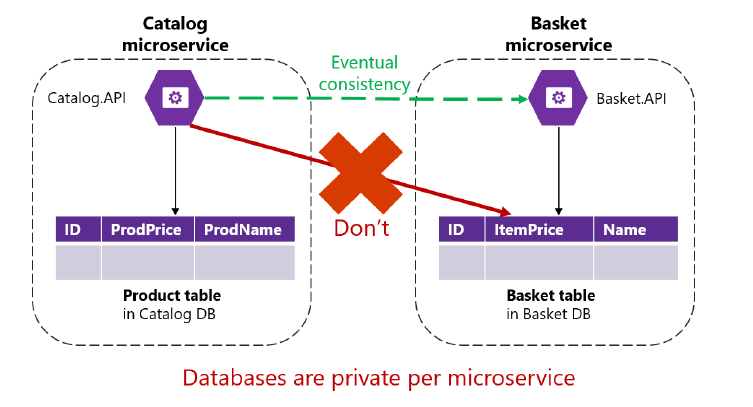 Catalog
microservice
Basket
microservice
Eventual
consistency
Catalog.API
Basket.API
Don't
ID ProdPrice ProdName
ID ItemPrice Name
Product table
in Catalog DB
Basket table
in Basket DB
Databases are private per microservice